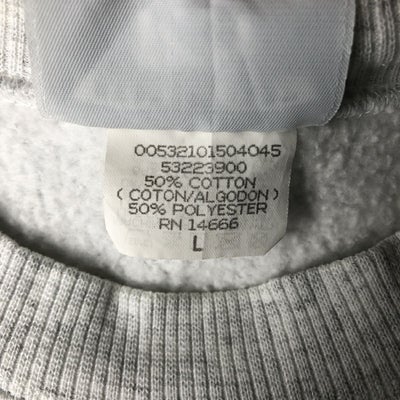 00532101504045
53223900
50% COTTON
(COTON/ALGODON)
50% POLYESTER
RN 14666
L